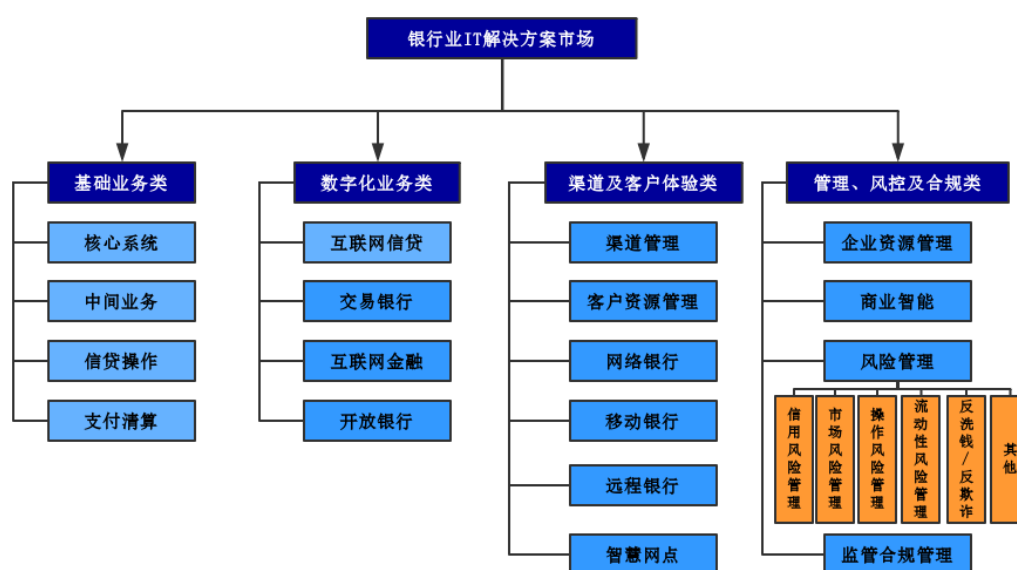 银行业IT解决方案市场
基础业务类
数字化业务类
渠道及客户体验类
管理、风控及合规类
核心系统
互联网信贷
渠道管理
企业资源管理
中间业务
交易银行
客户资源管理
商业智能
信贷操作
互联网金融
网络银行
风险管理
支付清算
开放银行
移动银行
信用风险管理
市场风险管理
操作风险管理
流动性风险管理
反洗钱/反欺诈
其他
远程银行
智慧网点
监管合规管理